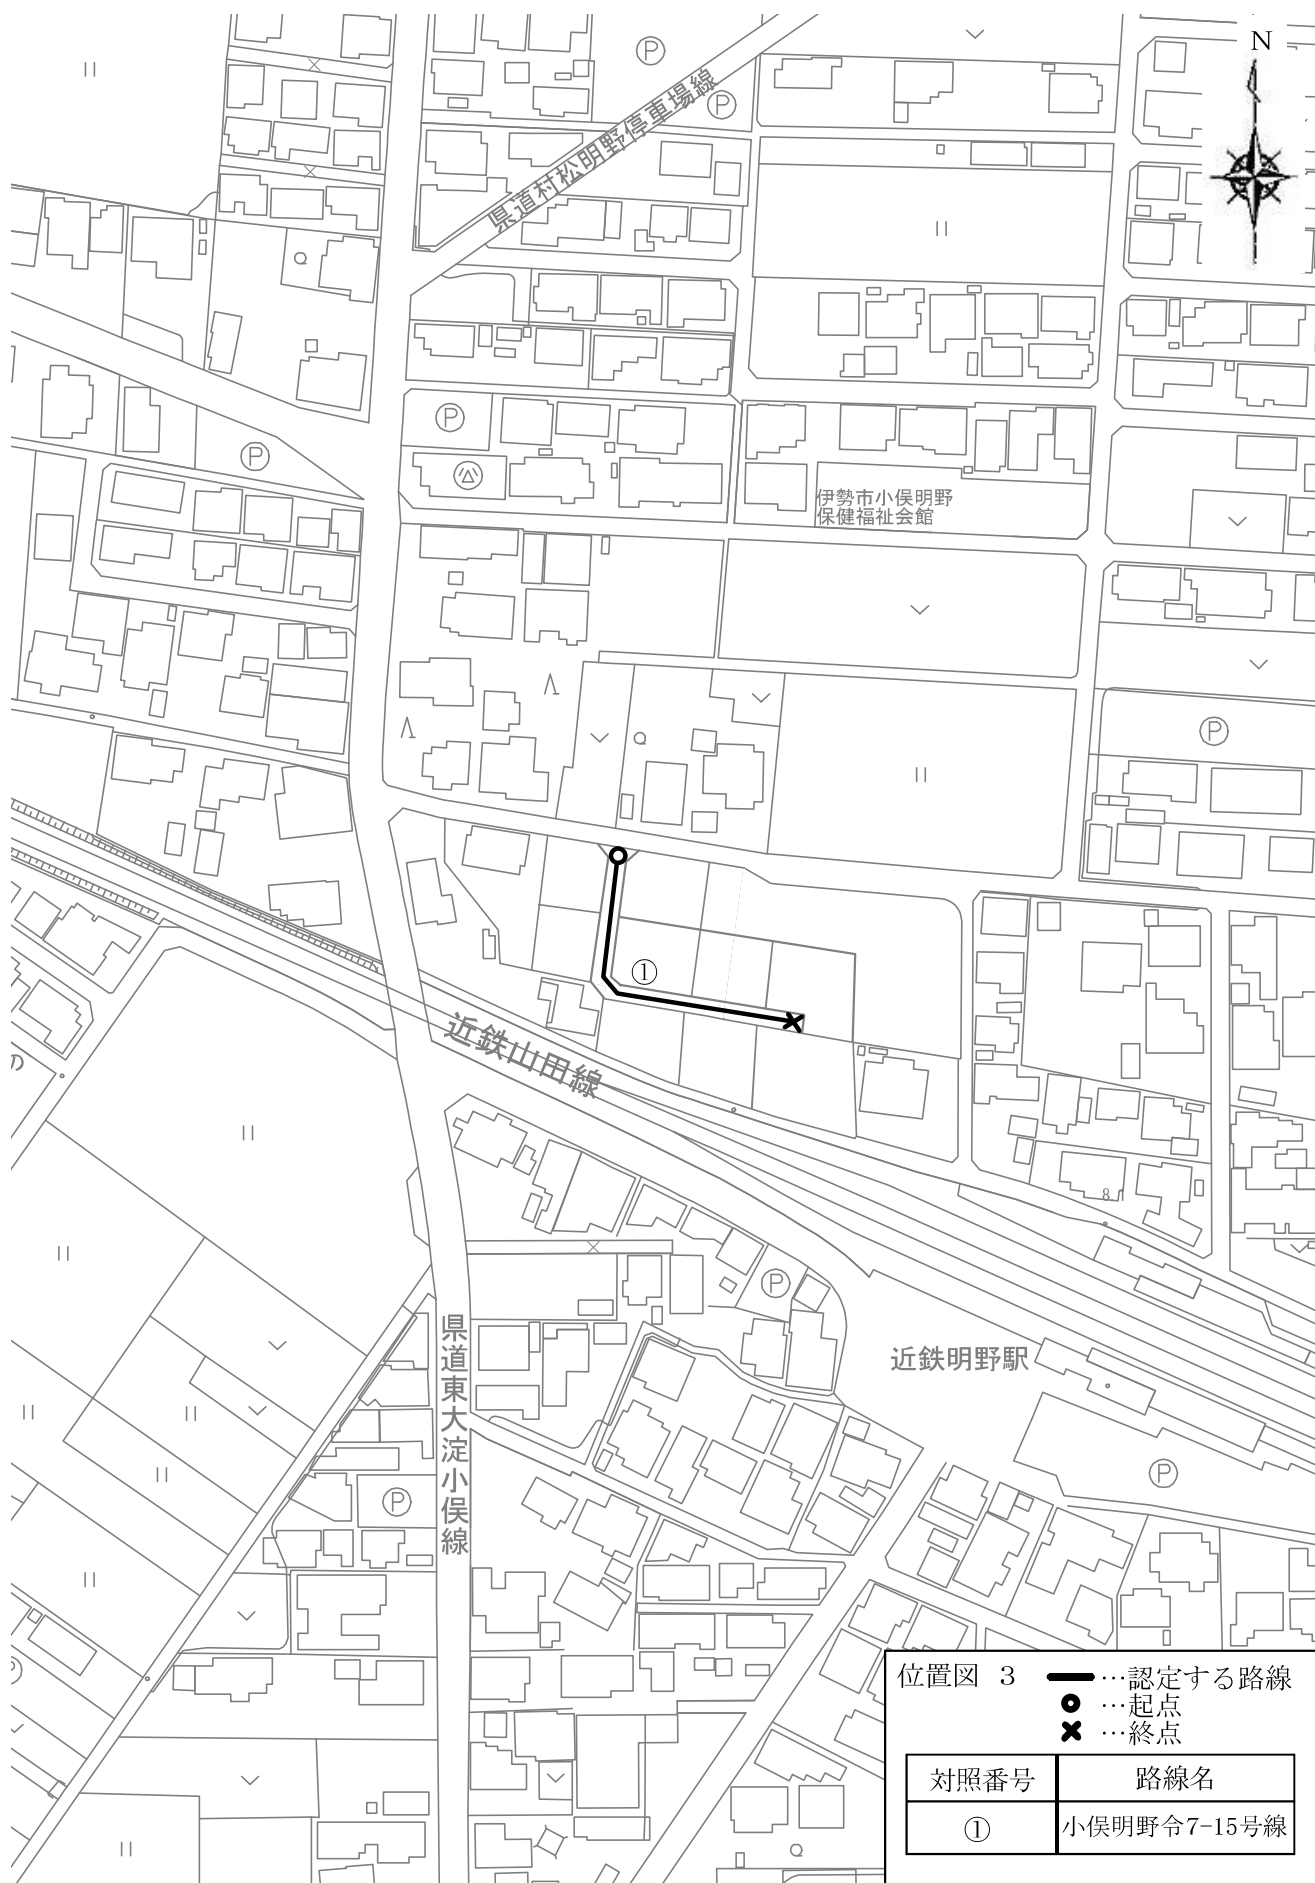 N
P
P
県道村松明野停車場線
P
P
伊勢市小俣明野
保健福祉会館
P
①
近鉄山田線
の
8
P
県道東大淀小俣線
近鉄明野駅
P
P
位置図 3
…認定する路線
…起点
…終点
対照番号
路線名
①
小俣明野令7-15号線